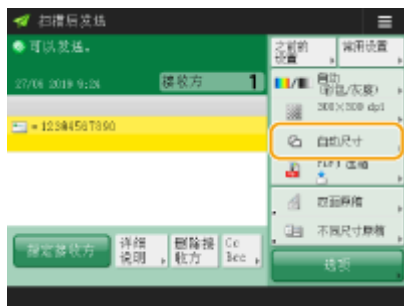 扫描后发送
可以发送。
27/06 2019 9:24
接收方 1
=12384567890
指定接收方
详细
说明
删除接
收方
Cc
Bcc
之前的
设置
常用设置
自动
(彩色/灰度)
300×300 dpi
自动尺寸
双面原稿
不同尺寸原稿
选项